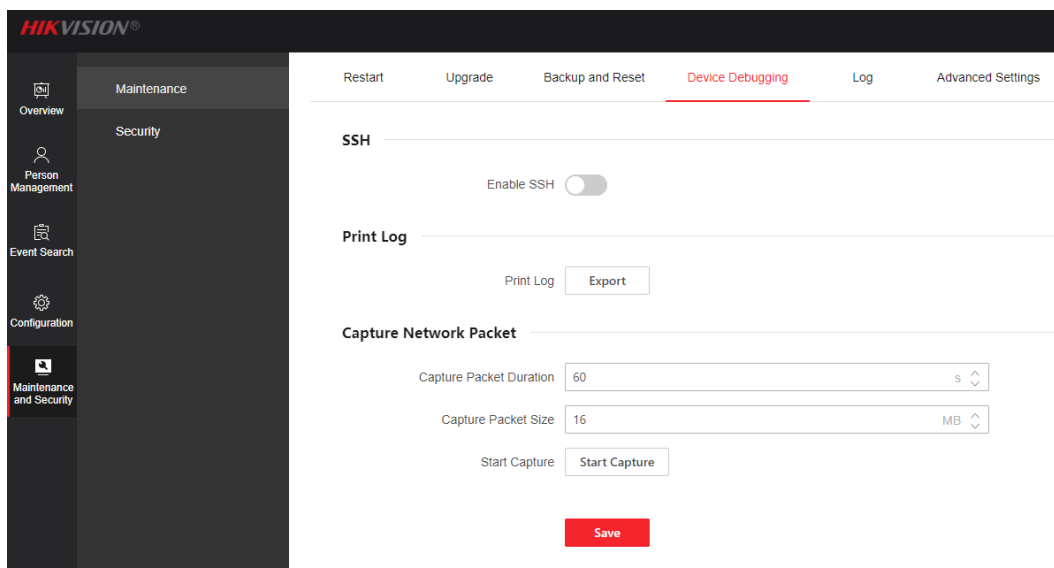 HIKVISION®
Overview
Person
Management
Event Search
Configuration
Maintenance
and Security
Maintenance
Security
Restart Upgrade Backup and Reset Device Debugging Log Advanced Settings
SSH
Enable SSH
Print Log
Print Log Export
Capture Network Packet
Capture Packet Duration 60 s
Capture Packet Size 16 MB
Start Capture Start Capture
Save